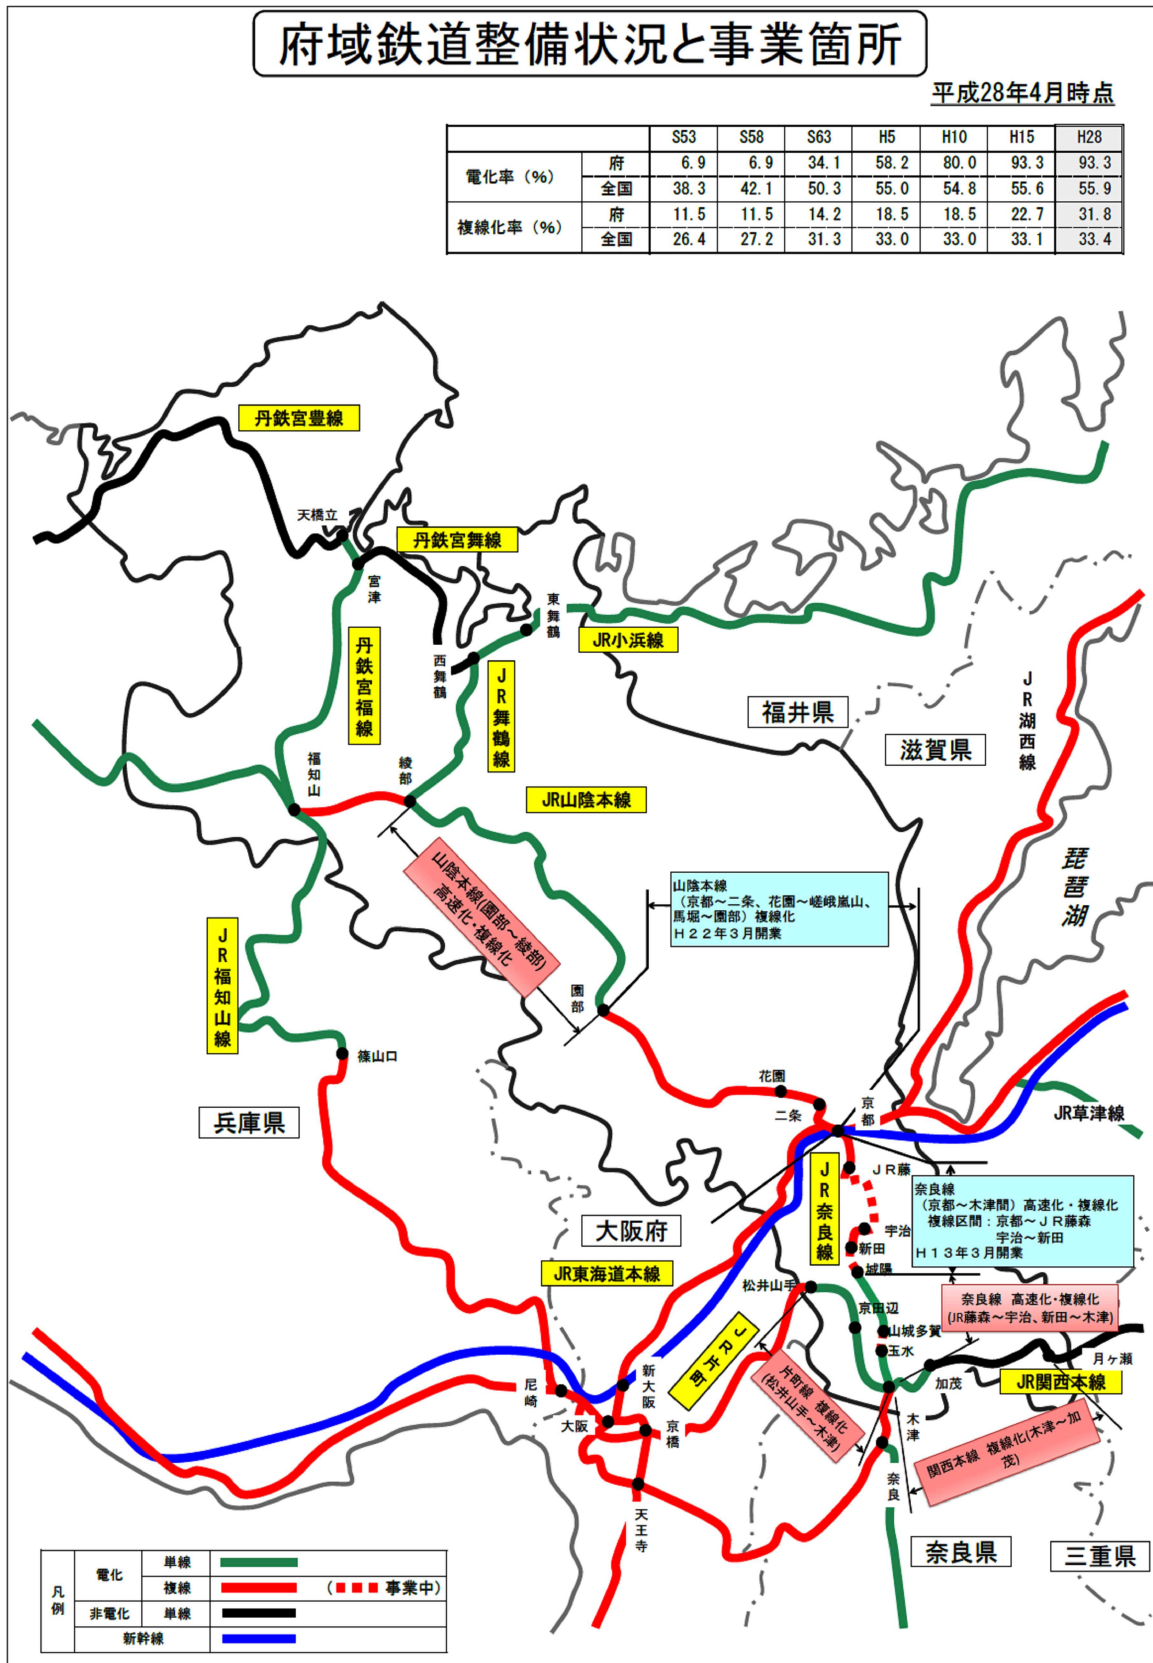 府域鉄道整備状況と事業箇所
平成28年4月時点
S53 S58 S63 H5 H10 H15 H28
電化率（%） 府 6.9 6.9 34.1 58.2 80.0 93.3 93.3
全国 38.3 42.1 50.3 55.0 54.8 55.6 55.9
複線化率（%） 府 11.5 11.5 14.2 18.5 18.5 22.7 31.8
全国 26.4 27.2 31.3 33.0 33.0 33.1 33.4
丹鉄宮豊線
天橋立
丹鉄宮舞線
宮津
東舞鶴
JR小浜線
丹鉄宮福線
西舞鶴
JR舞鶴線
福井県
滋賀県
JR湖西線
福知山
綾部
JR山陰本線
琵琶湖
山陰本線(園部～綾部)
高速化・複線化
山陰本線
（京都～二条、花園～嵯峨嵐山、
馬堀～園部）複線化
Ｈ２２年３月開業
JR福知山線
園部
篠山口
花園
二条
京都
JR草津線
兵庫県
JR奈良線
ＪＲ藤
奈良線
（京都～木津間）高速化・複線化
複線区間：京都～ＪＲ藤森
宇治～新田
Ｈ１３年３月開業
大阪府
宇治
新田
城陽
JR東海道本線
松井山手
奈良線 高速化・複線化
(JR藤森～宇治、新田～木津)
京田辺
山城多賀
玉水
JR片町
月ヶ瀬
加茂
JR関西本線
片町線 複線化
(松井山手～木津)
尼崎
新大阪
大阪
京橋
木津
関西本線 複線化(木津～加
茂)
奈良
天王寺
奈良県
三重県
凡例
電化 単線
複線 （ 事業中）
非電化 単線
新幹線